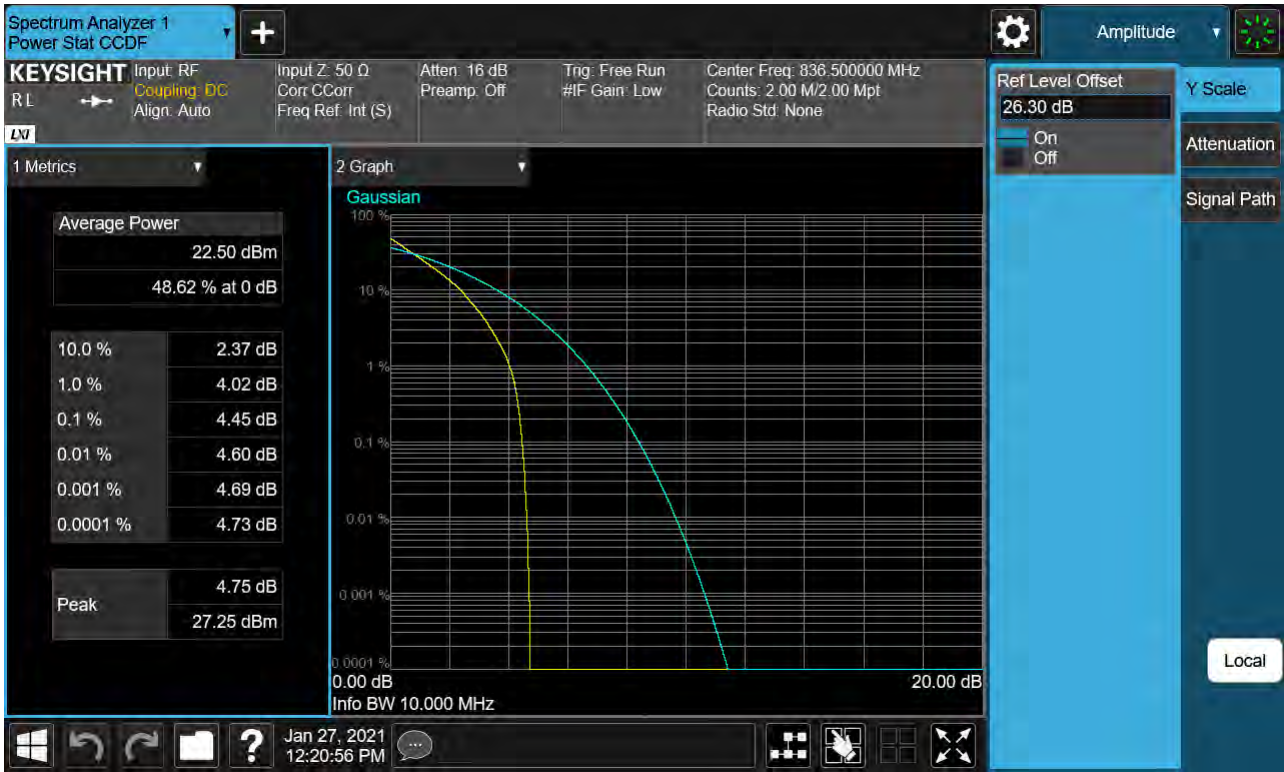 Spectrum Analyzer 1
Power Stat CCDF
Amplitude
KEYSIGHT
R L
LXI
Input: RF
Coupling: DC
Align: Auto
Input Z: 50 Ω
Corr CCorr
Freq Ref: Int (S)
Atten: 16 dB
Preamp: Off
Trig: Free Run
#IF Gain: Low
Center Freq: 836.500000 MHz
Counts: 2.00 M/2.00 Mpt
Radio Std: None
Ref Level Offset
26.30 dB
On
Off
Y Scale
Attenuation
Signal Path
Local
1 Metrics
Average Power
22.50 dBm
48.62 % at 0 dB
10.0 % 2.37 dB
1.0 % 4.02 dB
0.1 % 4.45 dB
0.01 % 4.60 dB
0.001 % 4.69 dB
0.0001 % 4.73 dB
Peak
4.75 dB
27.25 dBm
2 Graph
Gaussian
100 %
10 %
1 %
0.1 %
0.01 %
0.001 %
0.0001 %
0.00 dB 20.00 dB
Info BW 10.000 MHz
?
Jan 27, 2021
12:20:56 PM